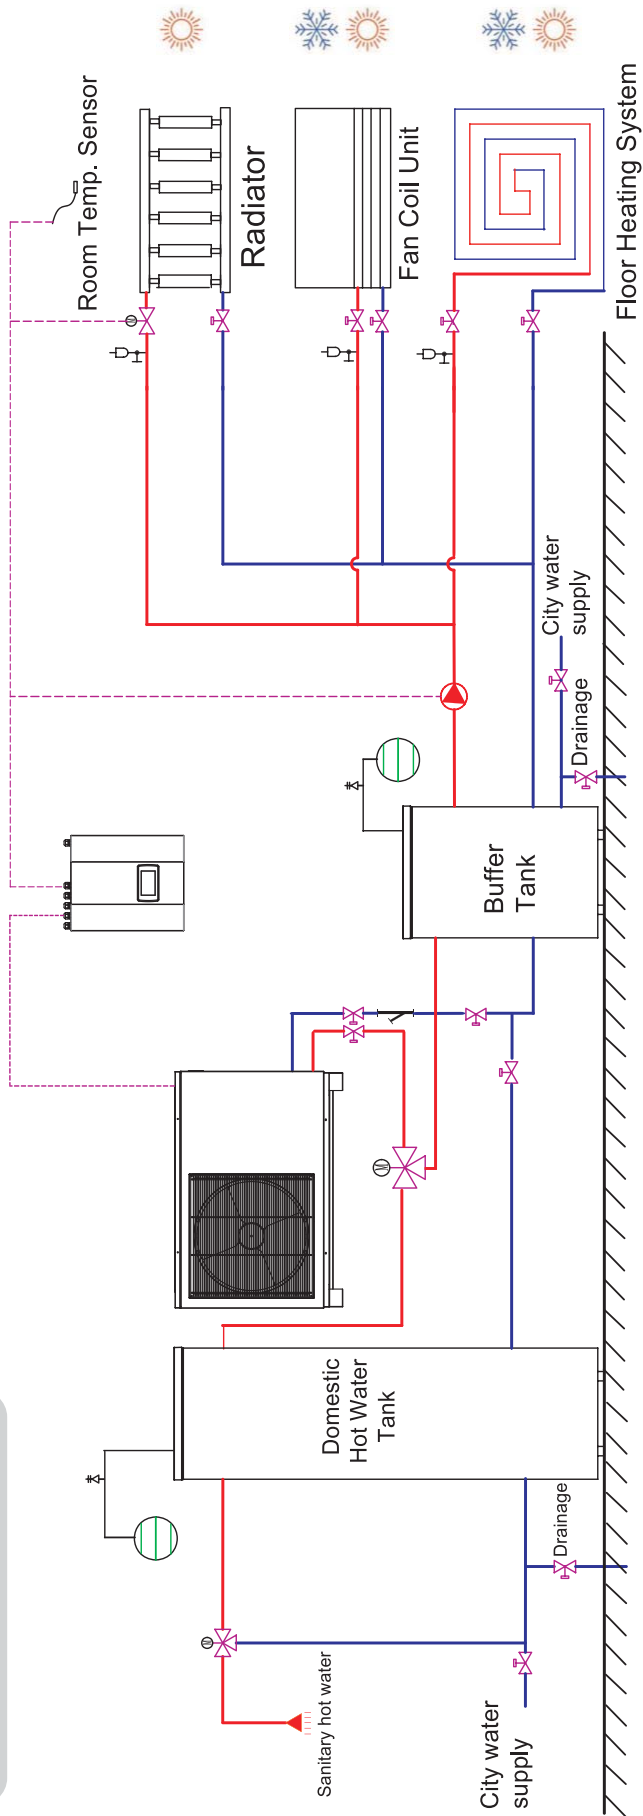 Room Temp. Sensor
Radiator
Fan Coil Unit
Floor Heating System
City water
supply
Drainage
Buffer
Tank
Domestic
Hot Water
Tank
Drainage
Sanitary hot water
City water
supply
M
M
M